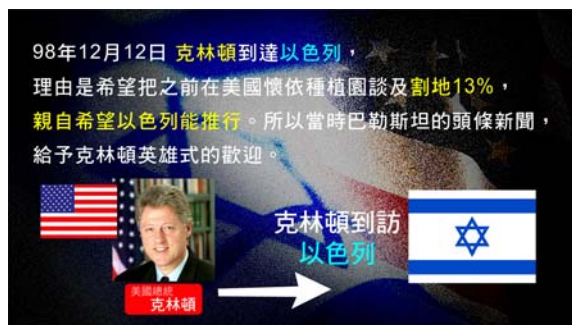 98年12月12日 克林頓到達以色列，
理由是希望把之前在美國懷依種植園談及割地13%，
親自希望以色列能推行。所以當時巴勒斯坦的頭條新聞，
給予克林頓英雄式的歡迎。
克林頓到訪
以色列
美國總統
克林頓